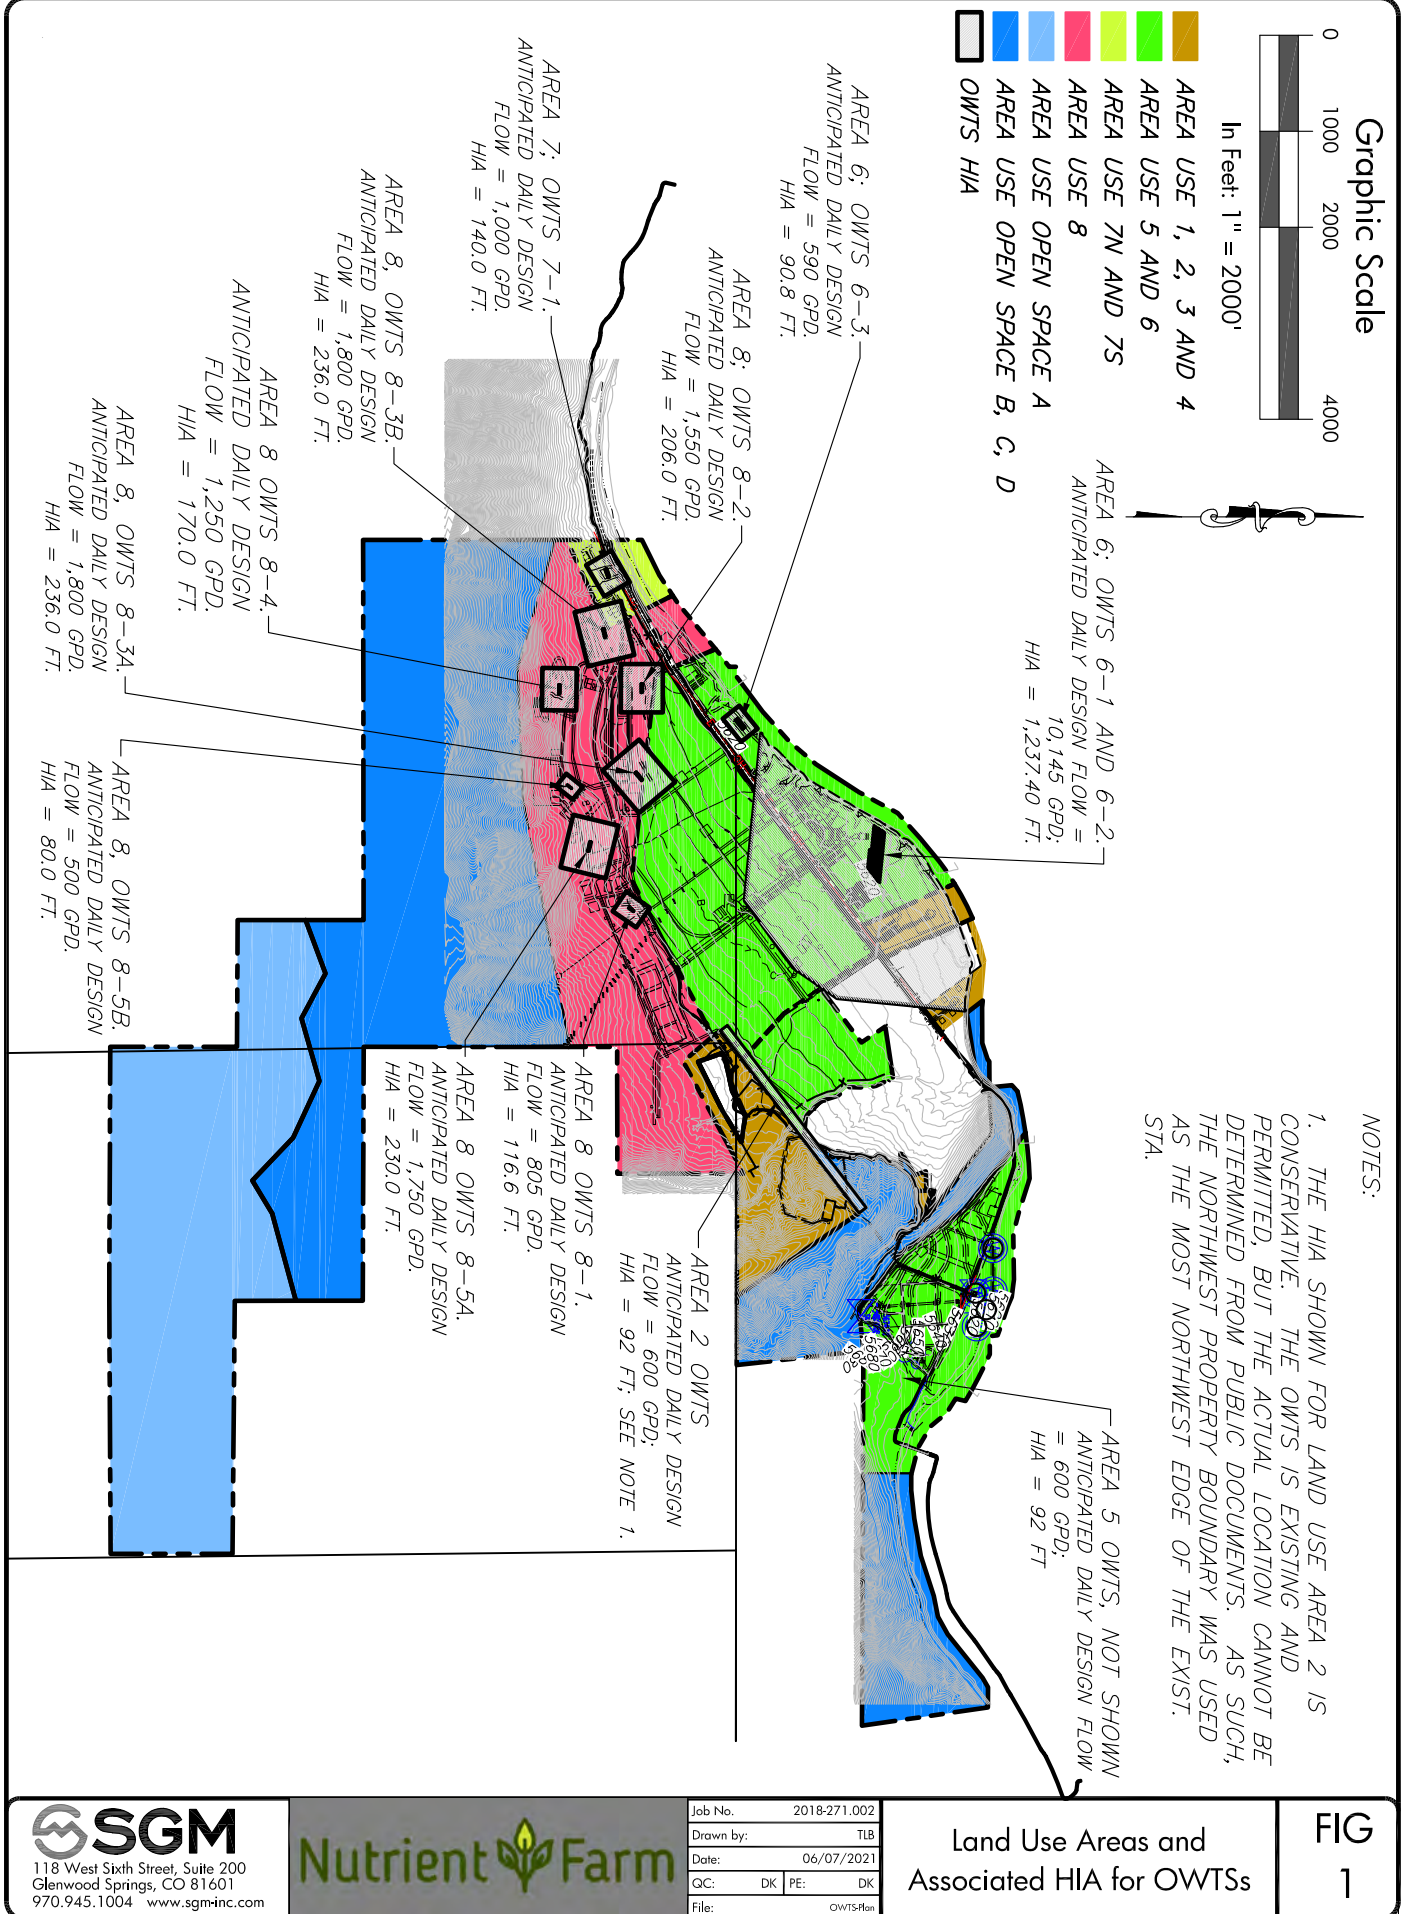 Graphic Scale
0
1000
2000
4000
In Feet: 1" = 2000'
AREA USE 1, 2, 3 AND 4
AREA USE 5 AND 6
AREA USE 7N AND 7S
AREA USE 8
AREA USE OPEN SPACE A
AREA USE OPEN SPACE B, C, D
OWTS HIA
AREA 6; OWTS 6-1 AND 6-2.
ANTICIPATED DAILY DESIGN FLOW =
10,145 GPD;
HIA = 1,237.40 FT.
AREA 6; OWTS 6-3.
ANTICIPATED DAILY DESIGN
FLOW = 590 GPD.
HIA = 90.8 FT.
AREA 8; OWTS 8-2.
ANTICIPATED DAILY DESIGN
FLOW = 1,550 GPD.
HIA = 206.0 FT.
AREA 7; OWTS 7-1.
ANTICIPATED DAILY DESIGN
FLOW = 1,000 GPD.
HIA = 140.0 FT.
AREA 8, OWTS 8-3B.
ANTICIPATED DAILY DESIGN
FLOW = 1,800 GPD.
HIA = 236.0 FT.
AREA 8 OWTS 8-4.
ANTICIPATED DAILY DESIGN
FLOW = 1,250 GPD.
HIA = 170.0 FT.
AREA 8, OWTS 8-3A.
ANTICIPATED DAILY DESIGN
FLOW = 1,800 GPD.
HIA = 236.0 FT.
AREA 8, OWTS 8-5B.
ANTICIPATED DAILY DESIGN
FLOW = 500 GPD.
HIA = 80.0 FT.
AREA 8 OWTS 8-5A.
ANTICIPATED DAILY DESIGN
FLOW = 1,750 GPD.
HIA = 230.0 FT.
AREA 8 OWTS 8-1.
ANTICIPATED DAILY DESIGN
FLOW = 805 GPD.
HIA = 116.6 FT.
AREA 2 OWTS
ANTICIPATED DAILY DESIGN
FLOW = 600 GPD;
HIA = 92 FT; SEE NOTE 1.
AREA 5 OWTS, NOT SHOWN
ANTICIPATED DAILY DESIGN FLOW
= 600 GPD;
HIA = 92 FT
5620
NOTES:
1. THE HIA SHOWN FOR LAND USE AREA 2 IS
CONSERVATIVE. THE OWTS IS EXISTING AND
PERMITTED, BUT THE ACTUAL LOCATION CANNOT BE
DETERMINED FROM PUBLIC DOCUMENTS. AS SUCH,
THE NORTHWEST PROPERTY BOUNDARY WAS USED
AS THE MOST NORTHWEST EDGE OF THE EXIST.
STA.
SGM
118 West Sixth Street, Suite 200
Glenwood Springs, CO 81601
970.945.1004 www.sgm-inc.com
Nutrient Farm
Job No. 2018-271.002
Drawn by: TLB
Date: 06/07/2021
QC: DK PE: DK
File: OWTS-Plan
Land Use Areas and
Associated HIA for OWTSs
FIG
1